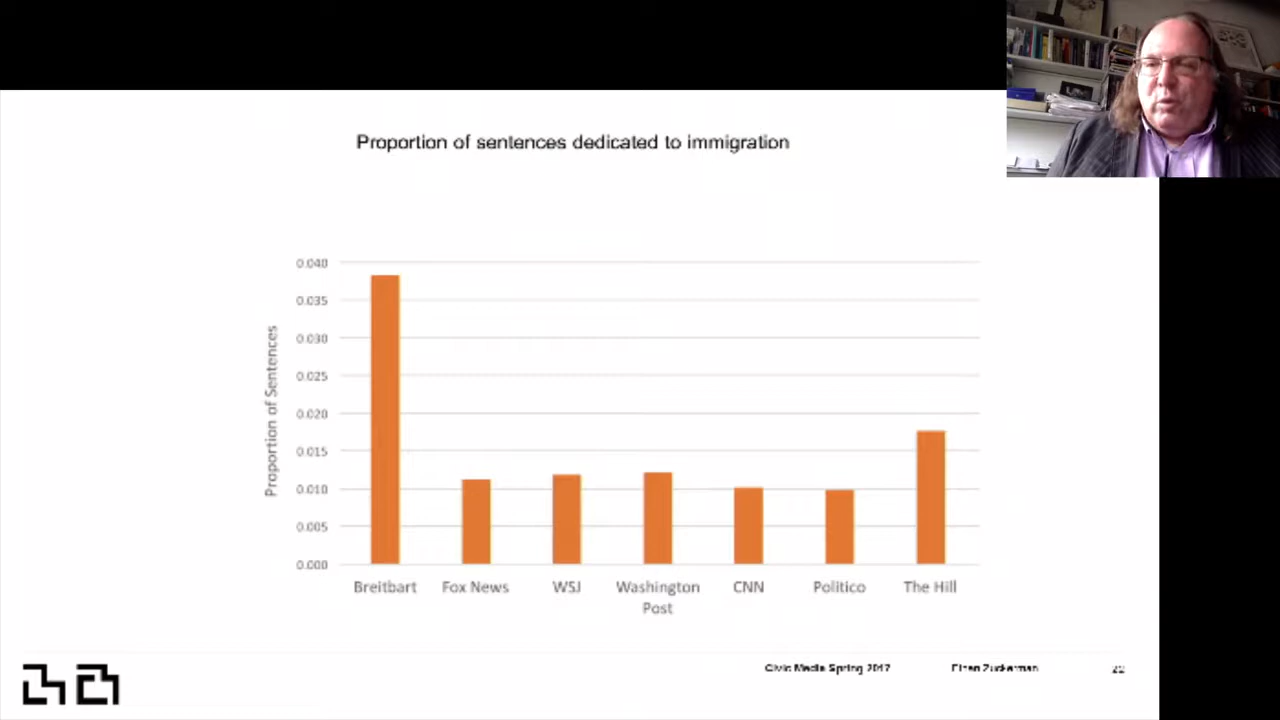 Proportion of sentences dedicated to immigration
0.040
0.035
0.030
0.025
0.020
0.015
0.010
0.005
0.000
Proportion of Sentences
Breitbart
Fox News
WSJ
Washington
Post
CNN
Politico
The Hill
Civic Media Spring 2017
Ethan Zuckerman
22